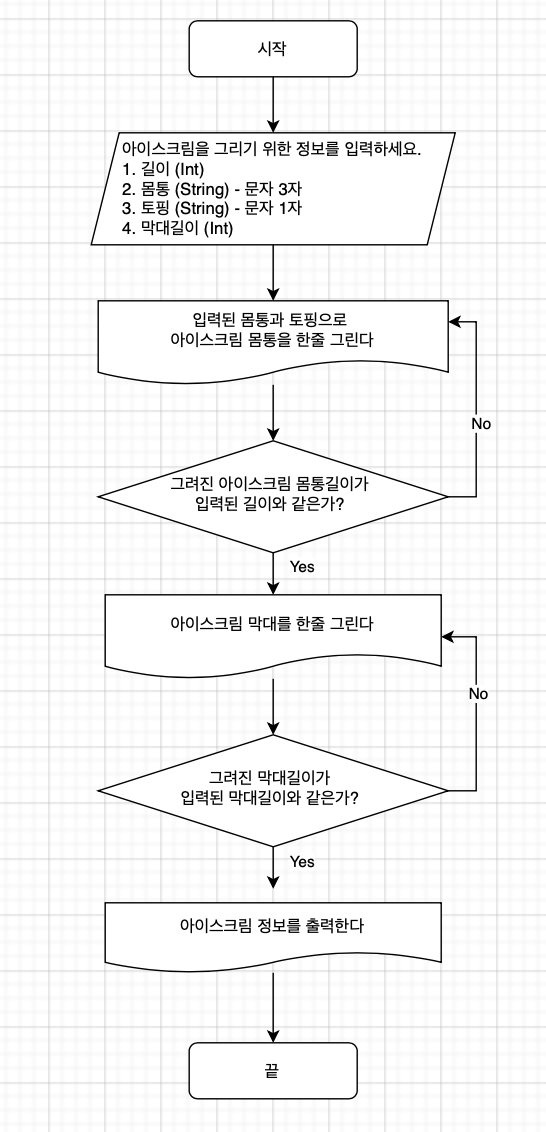 시작
아이스크림을 그리기 위한 정보를 입력하세요.
1. 길이 (Int)
2. 몸통 (String) - 문자 3자
3. 토핑 (String) - 문자 1자
4. 막대길이 (Int)
입력된 몸통과 토핑으로
아이스크림 몸통을 한줄 그린다
No
그려진 아이스크림 몸통길이가
입력된 길이와 같은가?
Yes
아이스크림 막대를 한줄 그린다
No
그려진 막대길이가
입력된 막대길이와 같은가?
Yes
아이스크림 정보를 출력한다
끝